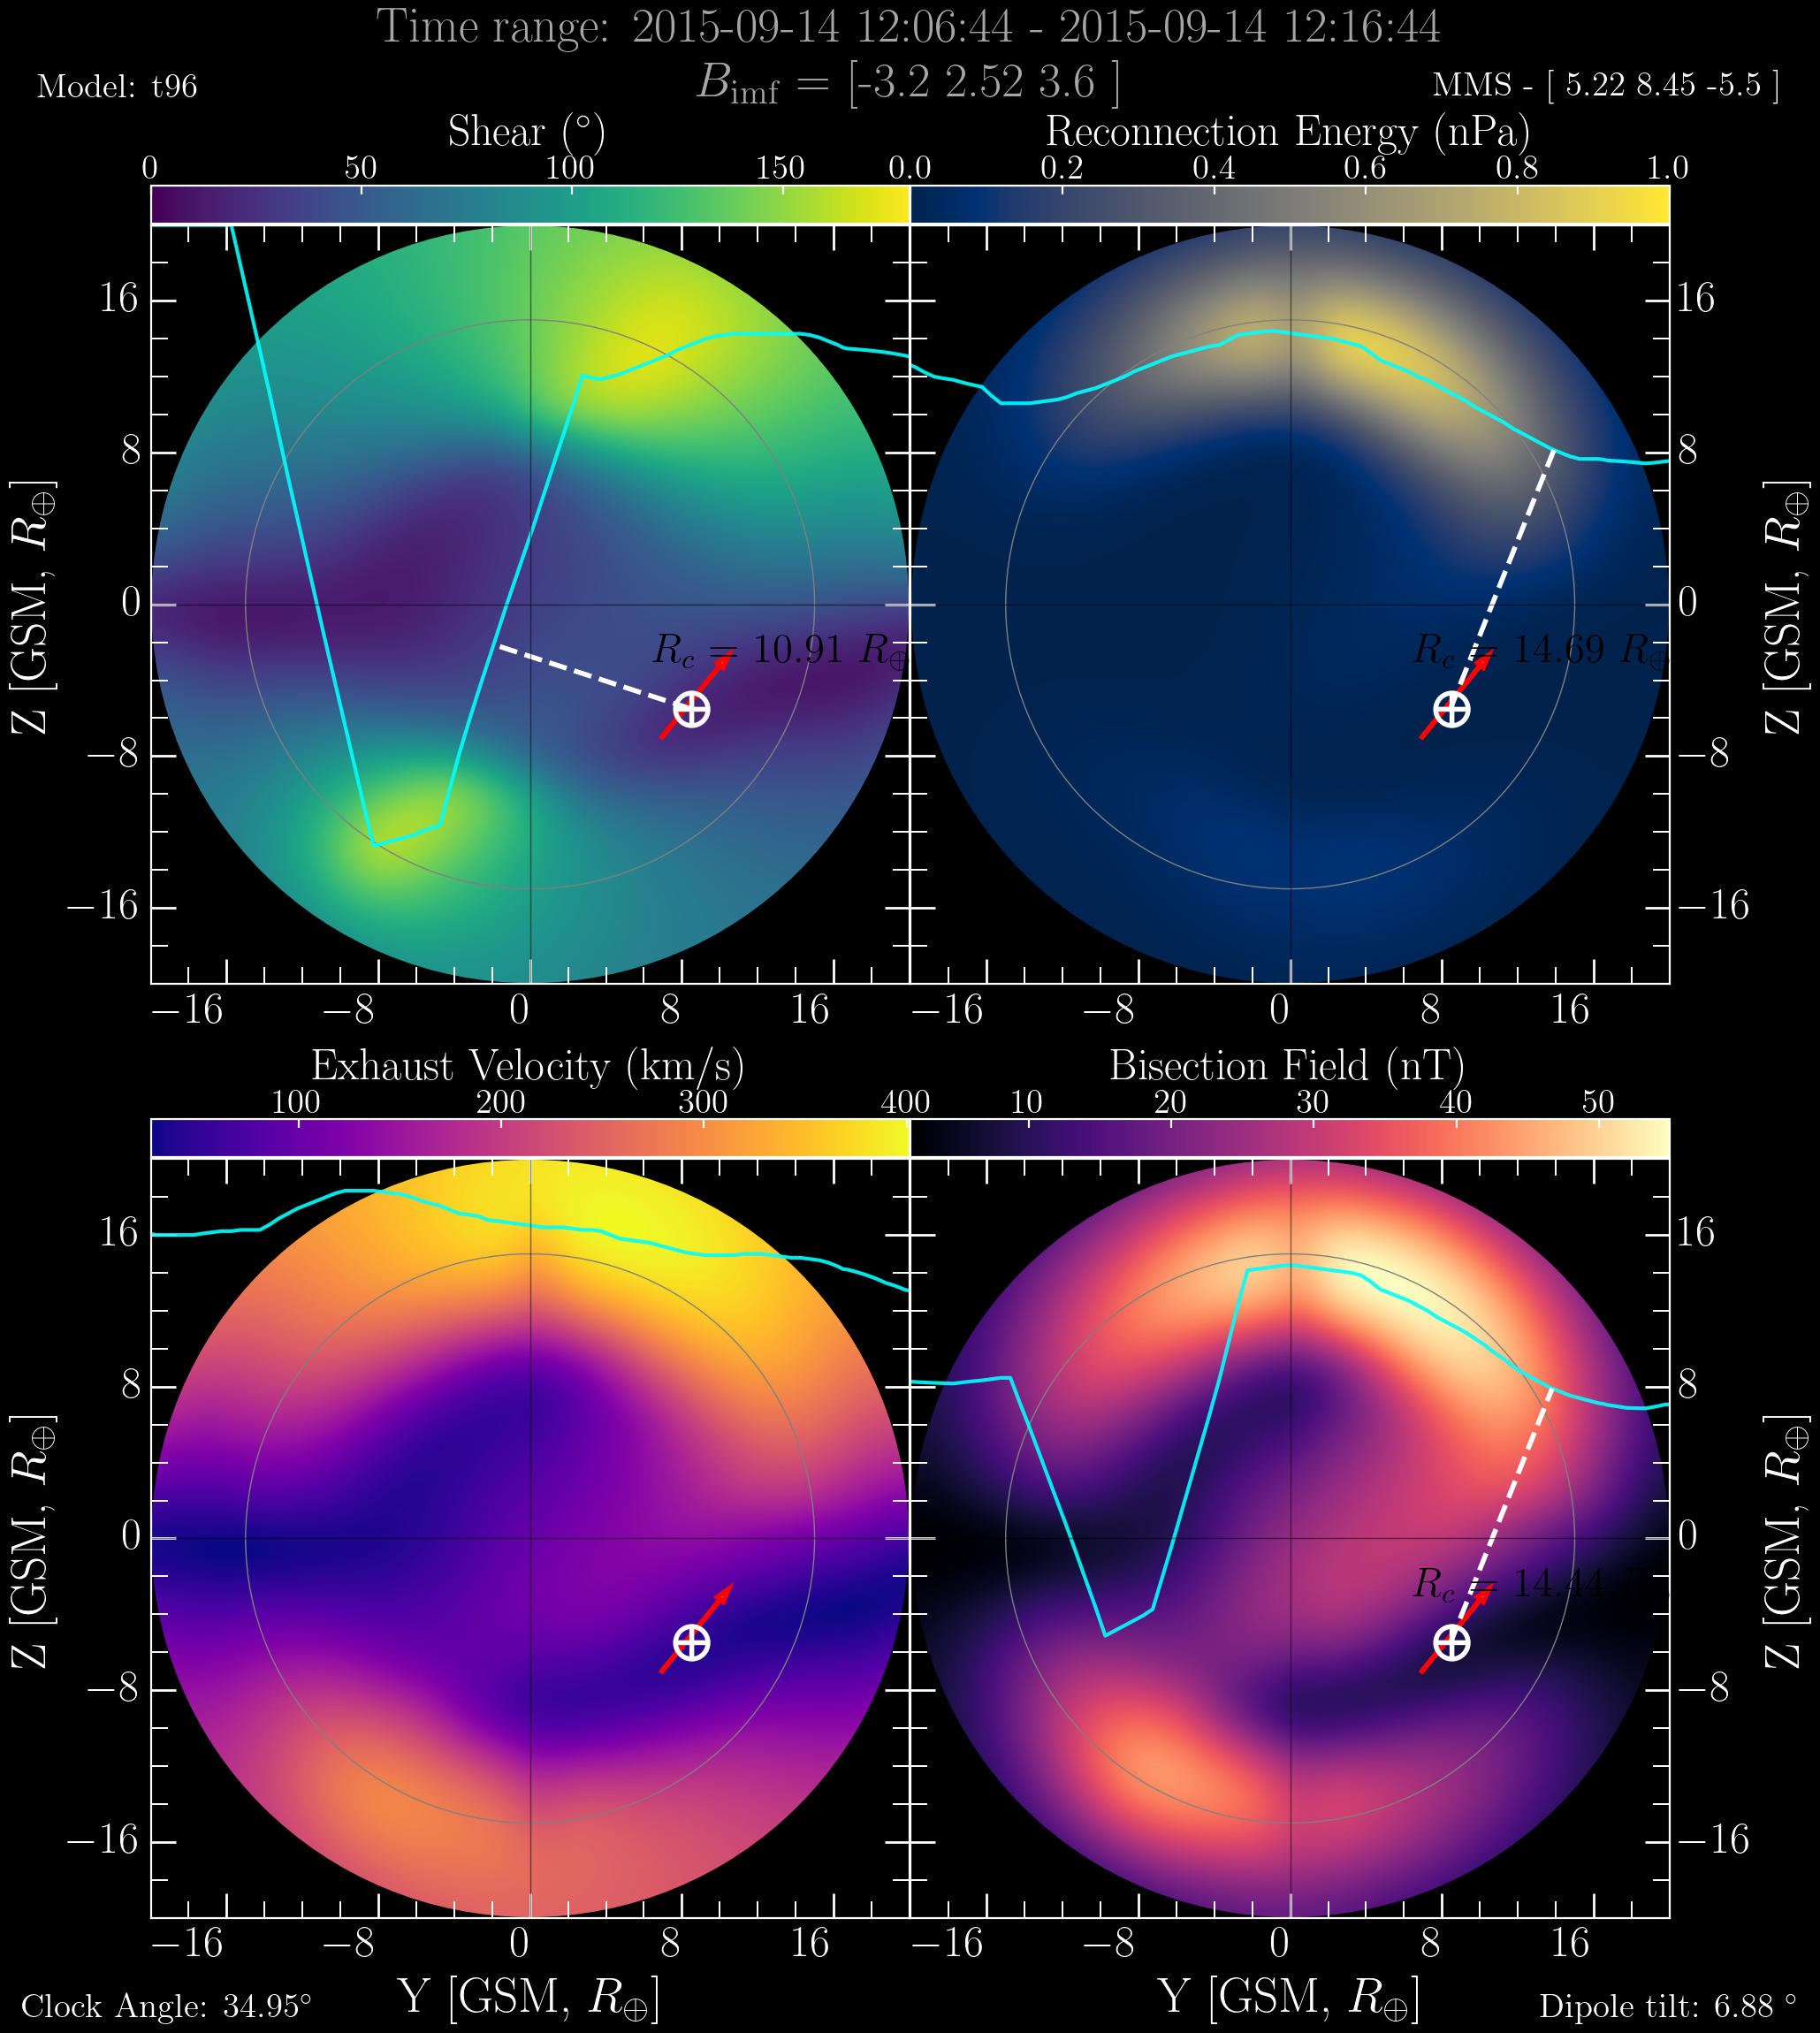 Time range: 2015-09-14 12:06:44 - 2015-09-14 12:16:44
Model: t96
B_imf = [-3.2 2.52 3.6 ]
MMS - [ 5.22 8.45 -5.5 ]
Shear (°)
Reconnection Energy (nPa)
0 50 100 150
0.0 0.2 0.4 0.6 0.8 1.0
16
8
0
−8
−16
Z [GSM, R⊕]
R_c = 10.91 R⊕
−16 −8 0 8 16
16
8
0
−8
−16
Z [GSM, R⊕]
R_c = 14.69 R⊕
−16 −8 0 8 16
Exhaust Velocity (km/s)
Bisection Field (nT)
100 200 300 400
10 20 30 40 50
16
8
0
−8
−16
Z [GSM, R⊕]
−16 −8 0 8 16
Y [GSM, R⊕]
16
8
0
−8
−16
Z [GSM, R⊕]
R_c = 14.44
−16 −8 0 8 16
Y [GSM, R⊕]
Clock Angle: 34.95°
Dipole tilt: 6.88 °